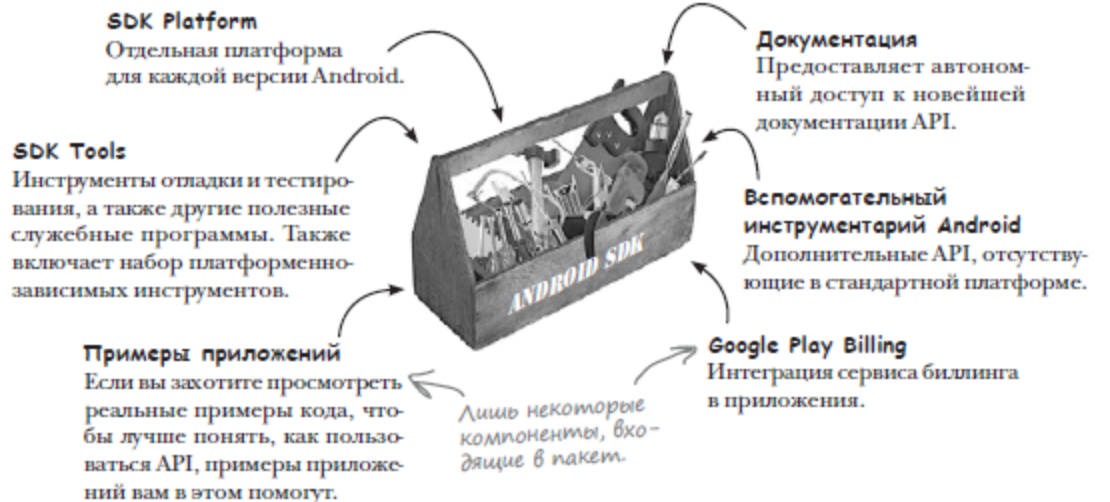 SDK Platform
Отдельная платформа
для каждой версии Android.
Документация
Предоставляет автоном-
ный доступ к новейшей
документации API.
SDK Tools
Инструменты отладки и тестиро-
вания, а также другие полезные
служебные программы. Также
включает набор платформенно-
зависимых инструментов.
Вспомогательный
инструментарий Android
Дополнительные API, отсутству-
ющие в стандартной платформе.
ANDROID SDK
Примеры приложений
Если вы захотите просмотреть
реальные примеры кода, что-
бы лучше понять, как пользо-
ваться API, примеры приложе-
ний вам в этом помогут.
Google Play Billing
Интеграция сервиса биллинга
в приложения.
Лишь некоторые
компоненты, вхо-
дящие в пакет.